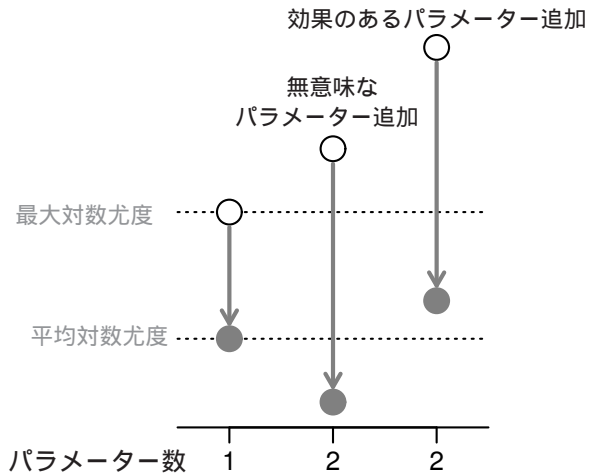 効果のあるパラメーター追加
無意味な
パラメーター追加
最大対数尤度
平均対数尤度
パラメーター数 1 2 2